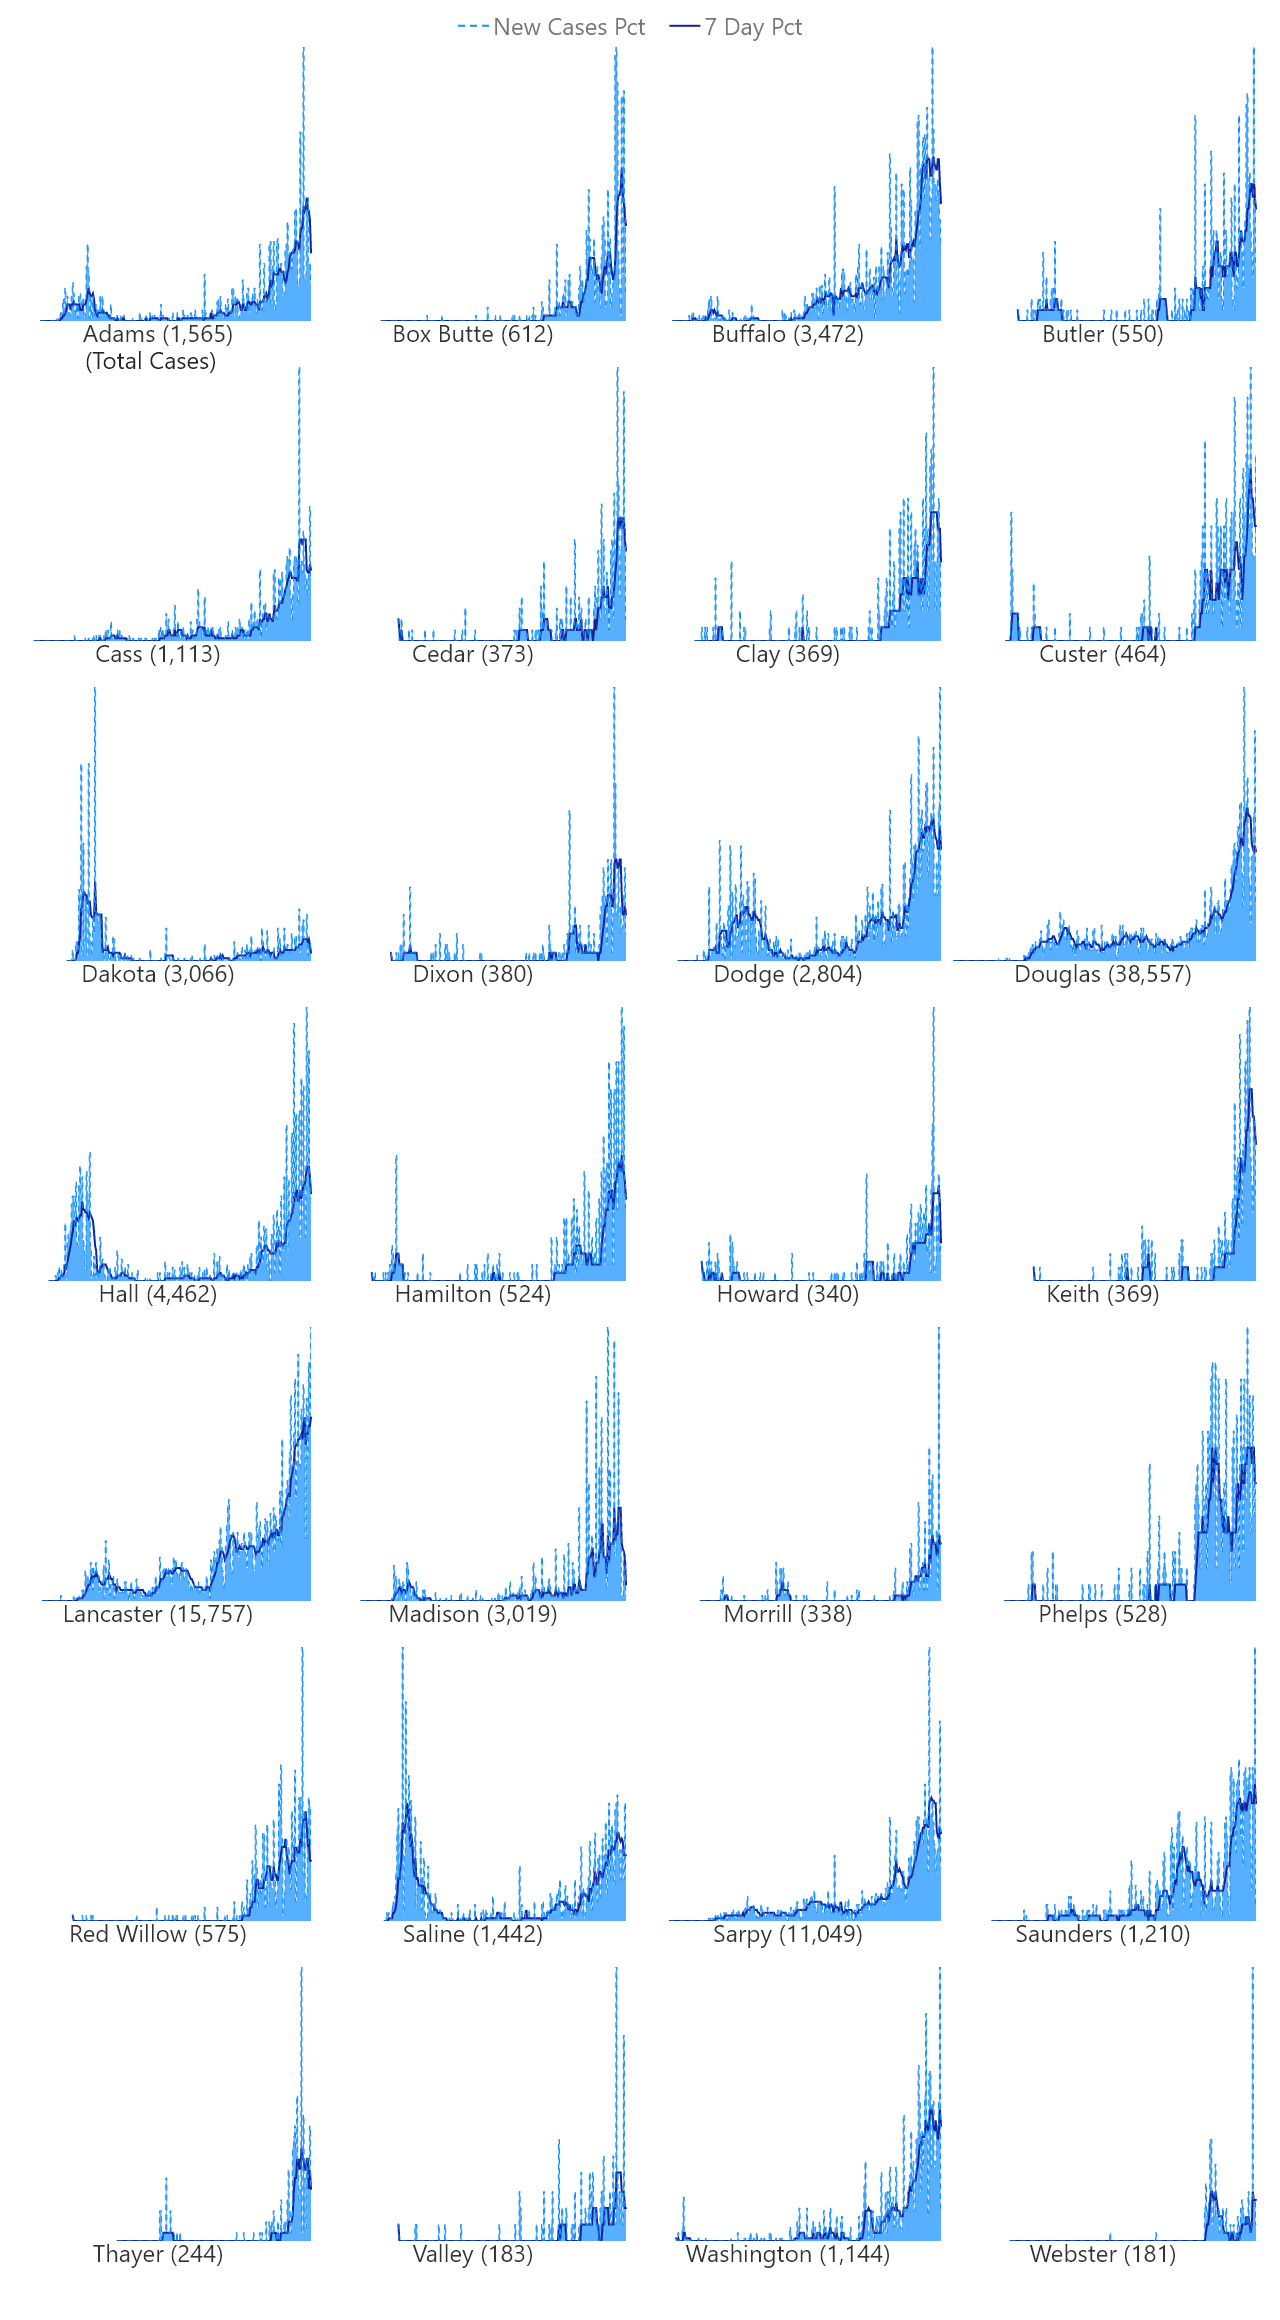 New Cases Pct 7 Day Pct
Adams (1,565) Box Butte (612) Buffalo (3,472) Butler (550)
(Total Cases)
Cass (1,113) Cedar (373) Clay (369) Custer (464)
Dakota (3,066) Dixon (380) Dodge (2,804) Douglas (38,557)
Hall (4,462) Hamilton (524) Howard (340) Keith (369)
Lancaster (15,757) Madison (3,019) Morrill (338) Phelps (528)
Red Willow (575) Saline (1,442) Sarpy (11,049) Saunders (1,210)
Thayer (244) Valley (183) Washington (1,144) Webster (181)